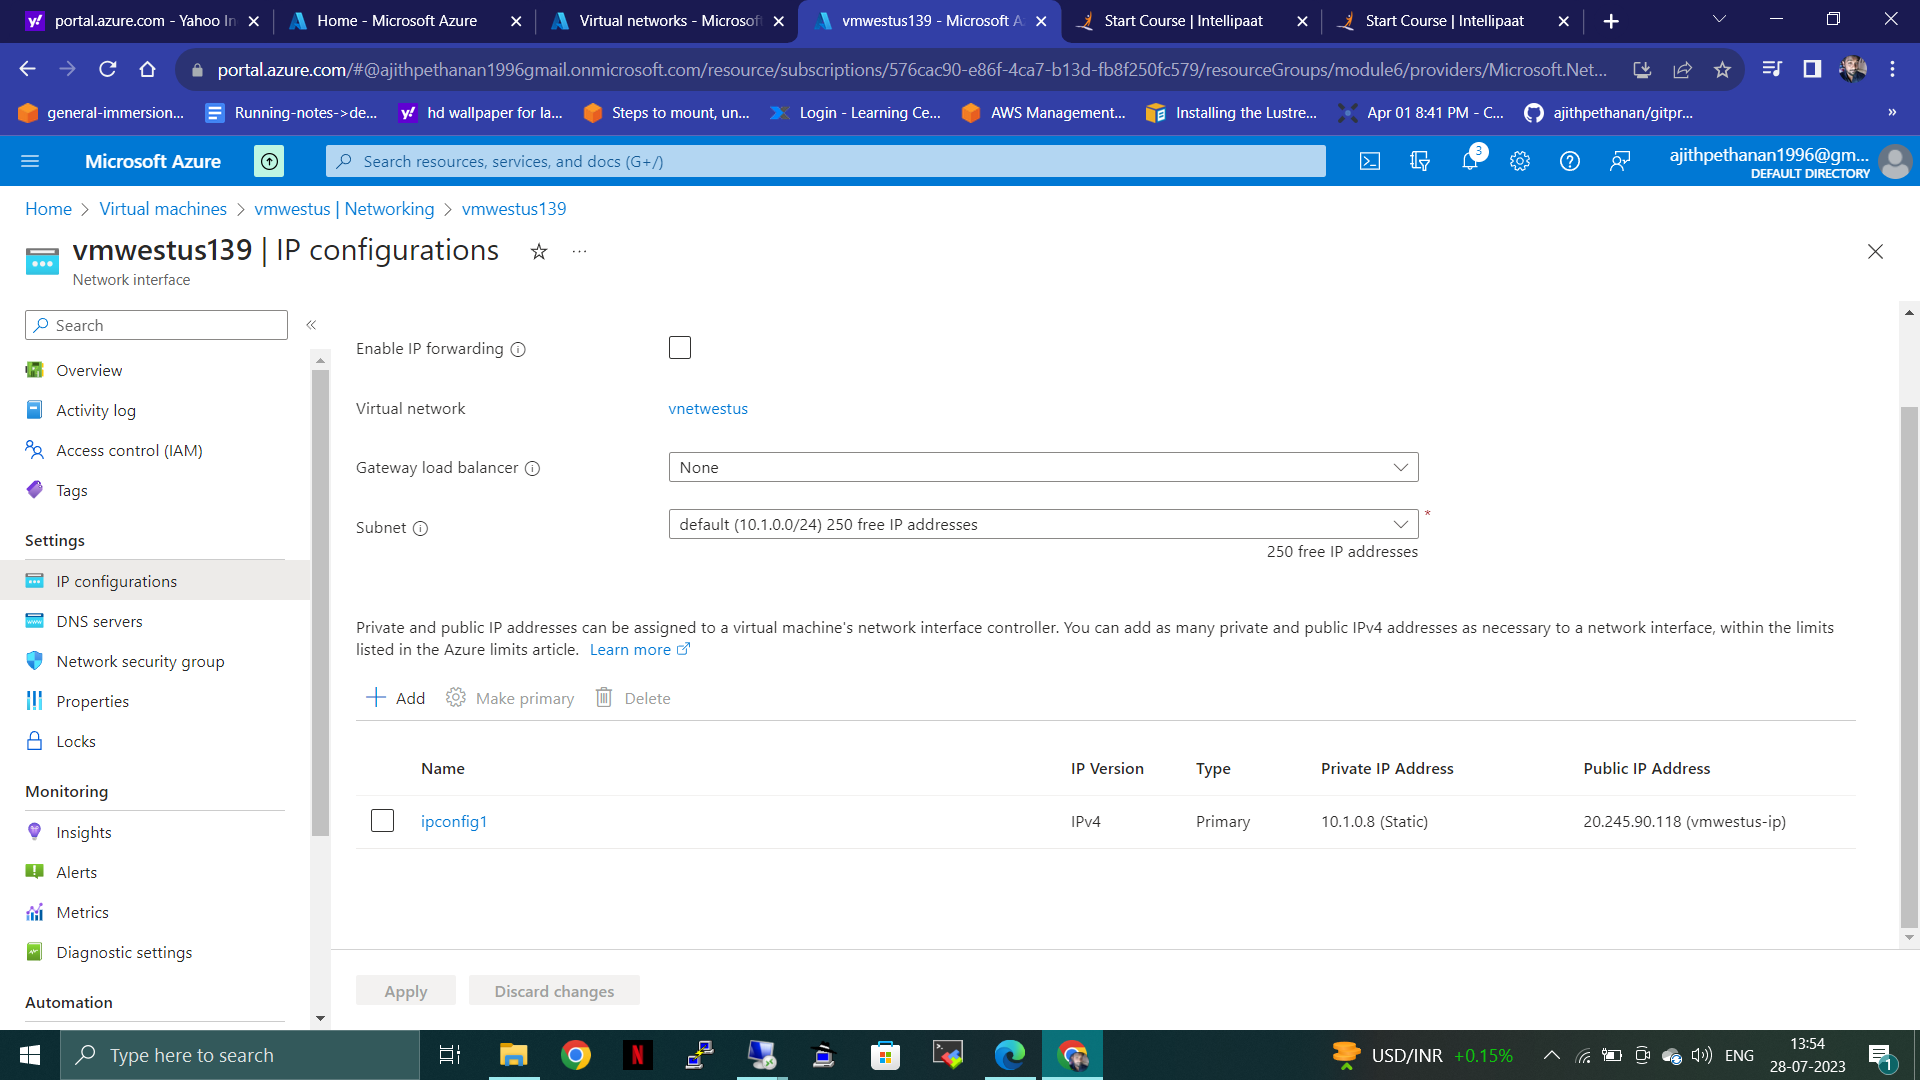 portal.azure.com - Yahoo In
Home - Microsoft Azure
Virtual networks - Microsoft
vmwestus139 - Microsoft A
Start Course | Intellipaat
Start Course | Intellipaat
portal.azure.com/#@ajithpethanan1996gmail.onmicrosoft.com/resource/subscriptions/576cac90-e86f-4ca7-b13d-fb8f250fc579/resourceGroups/module6/providers/Microsoft.Net...
general-immersion...
Running-notes->de...
hd wallpaper for la...
Steps to mount, un...
Login - Learning Ce...
AWS Management...
Installing the Lustre...
Apr 01 8:41 PM - C...
ajithpethanan/gitpr...
»
Microsoft Azure
Search resources, services, and docs (G+/)
3
ajithpethanan1996@gm...
DEFAULT DIRECTORY
Home > Virtual machines > vmwestus | Networking > vmwestus139
vmwestus139 | IP configurations
Network interface
Search
Overview
Activity log
Access control (IAM)
Tags
Settings
IP configurations
DNS servers
Network security group
Properties
Locks
Monitoring
Insights
Alerts
Metrics
Diagnostic settings
Automation
Enable IP forwarding
Virtual network
vnetwestus
Gateway load balancer
None
Subnet
default (10.1.0.0/24) 250 free IP addresses
*
250 free IP addresses
Private and public IP addresses can be assigned to a virtual machine's network interface controller. You can add as many private and public IPv4 addresses as necessary to a network interface, within the limits
listed in the Azure limits article. Learn more
Add
Make primary
Delete
Name IP Version Type Private IP Address Public IP Address
ipconfig1 IPv4 Primary 10.1.0.8 (Static) 20.245.90.118 (vmwestus-ip)
Apply
Discard changes
Type here to search
USD/INR +0.15%
ENG
13:54
28-07-2023
1